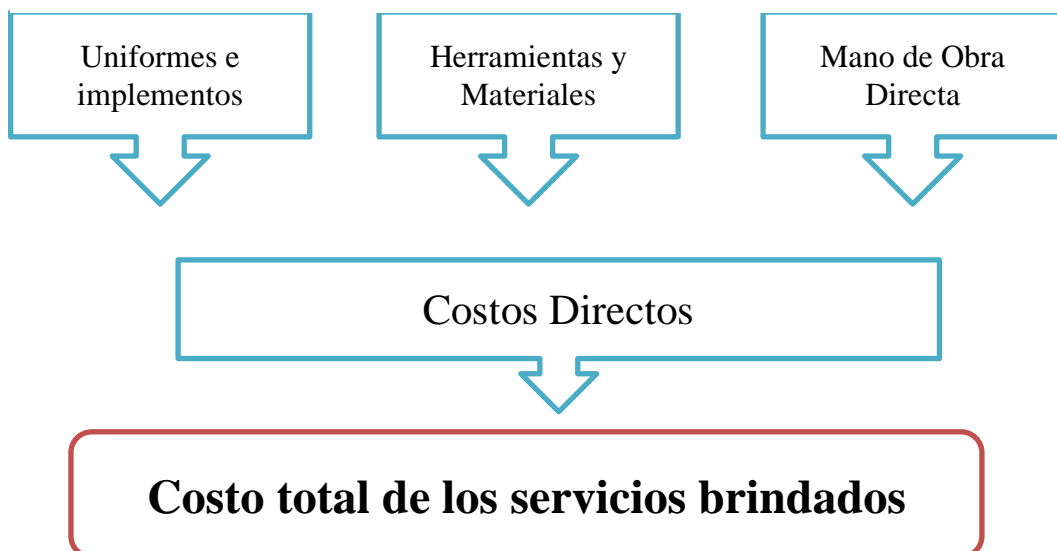 Uniformes e
implementos
Herramientas y
Materiales
Mano de Obra
Directa
Costos Directos
Costo total de los servicios brindados